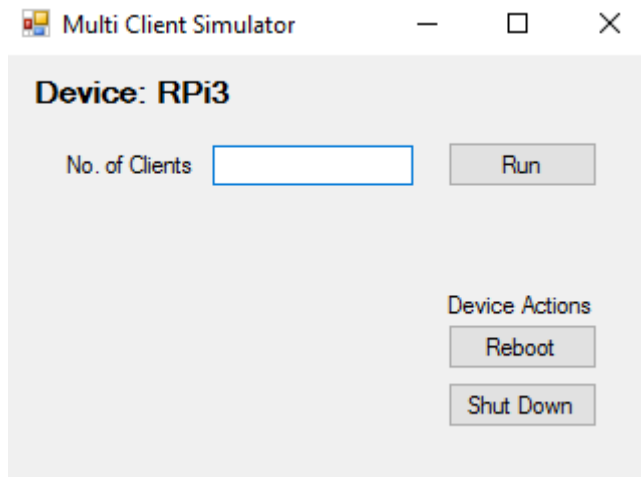 Multi Client Simulator
Device: RPi3
No. of Clients
Run
Device Actions
Reboot
Shut Down